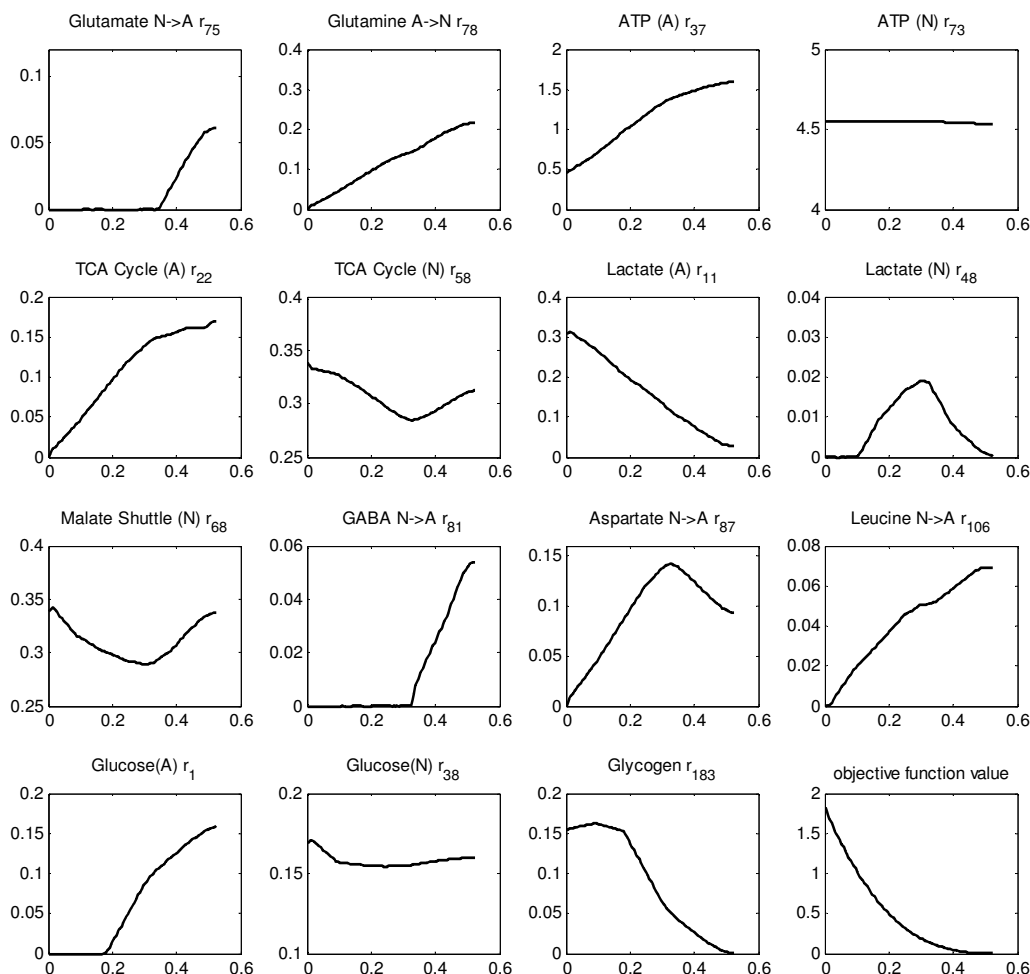 Glutamate N->A r75
Glutamine A->N r78
ATP (A) r37
ATP (N) r73
0.1
0.05
0
0 0.2 0.4 0.6
0.4
0.3
0.2
0.1
0
0 0.2 0.4 0.6
2
1.5
1
0.5
0
0 0.2 0.4 0.6
5
4.5
4
0 0.2 0.4 0.6
TCA Cycle (A) r22
TCA Cycle (N) r58
Lactate (A) r11
Lactate (N) r48
0.2
0.15
0.1
0.05
0
0 0.2 0.4 0.6
0.4
0.35
0.3
0.25
0 0.2 0.4 0.6
0.4
0.3
0.2
0.1
0
0 0.2 0.4 0.6
0.04
0.03
0.02
0.01
0
0 0.2 0.4 0.6
Malate Shuttle (N) r68
GABA N->A r81
Aspartate N->A r87
Leucine N->A r106
0.4
0.35
0.3
0.25
0 0.2 0.4 0.6
0.06
0.04
0.02
0
0 0.2 0.4 0.6
0.15
0.1
0.05
0
0 0.2 0.4 0.6
0.08
0.06
0.04
0.02
0
0 0.2 0.4 0.6
Glucose(A) r1
Glucose(N) r38
Glycogen r183
objective function value
0.2
0.15
0.1
0.05
0
0 0.2 0.4 0.6
0.2
0.15
0.1
0 0.2 0.4 0.6
0.2
0.15
0.1
0.05
0
0 0.2 0.4 0.6
2
1.5
1
0.5
0
0 0.2 0.4 0.6